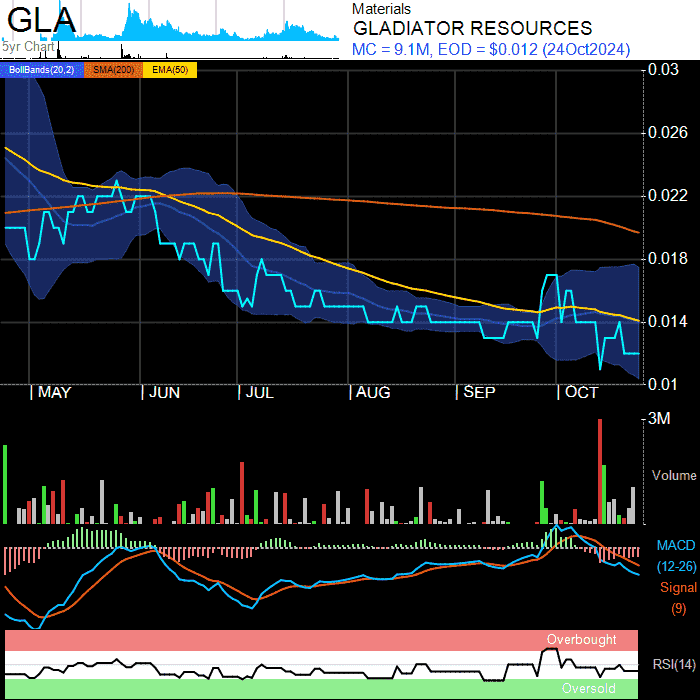 GLA
5yr Chart
Materials
GLADIATOR RESOURCES
MC = 9.1M, EOD = $0.012 (24Oct2024)
BollBands(20,2) SMA(200) EMA(50)
0.03
0.026
0.022
0.018
0.014
0.01
MAY JUN JUL AUG SEP OCT
3M
Volume
MACD
(12-26)
Signal
(9)
Overbought
RSI(14)
Oversold